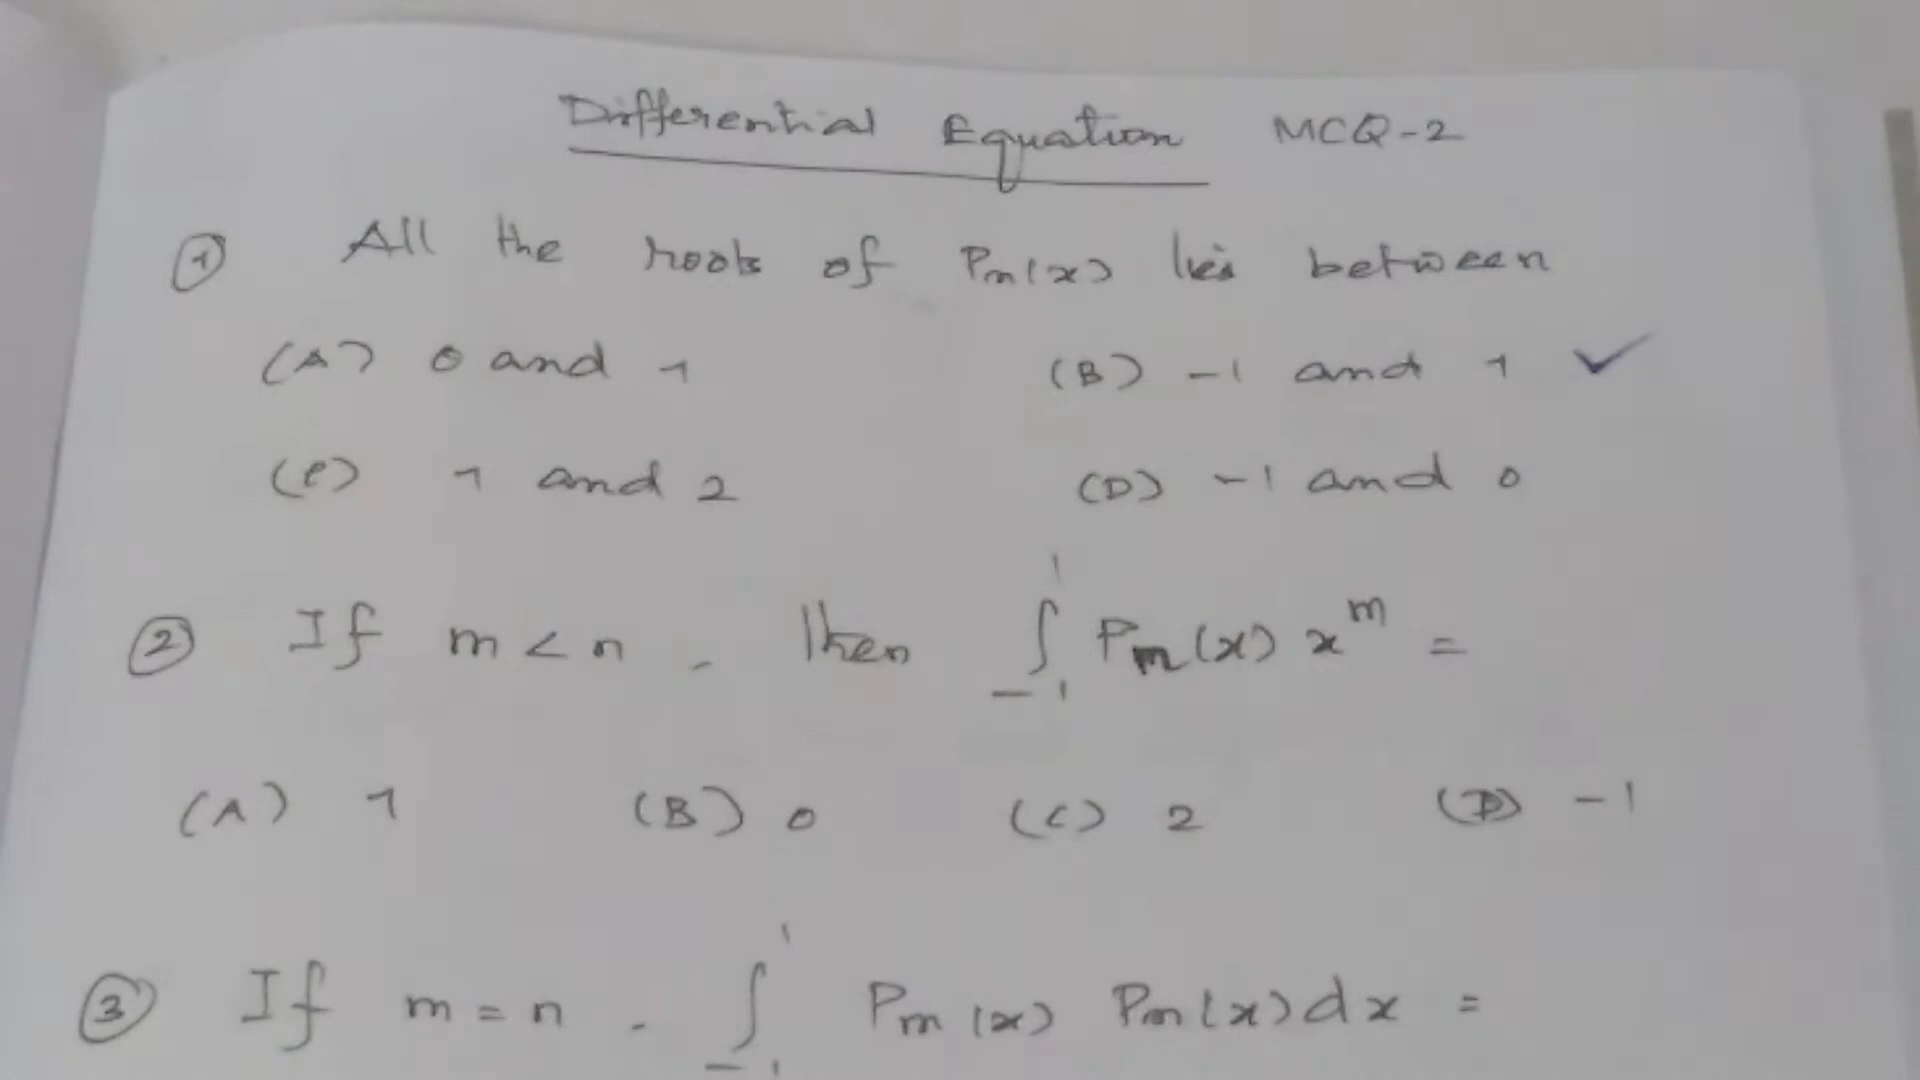 Differential Equation MCQ-2
① All the roots of Pn(x) lies between
(A) 0 and 1 (B) -1 and 1 ✓
(C) 1 and 2 (D) -1 and 0
② If m < n, then ∫₋₁¹ Pn(x) xᵐ =
(A) 1 (B) 0 (C) 2 (D) -1
③ If m = n, ∫₋₁¹ Pm(x) Pn(x) dx =